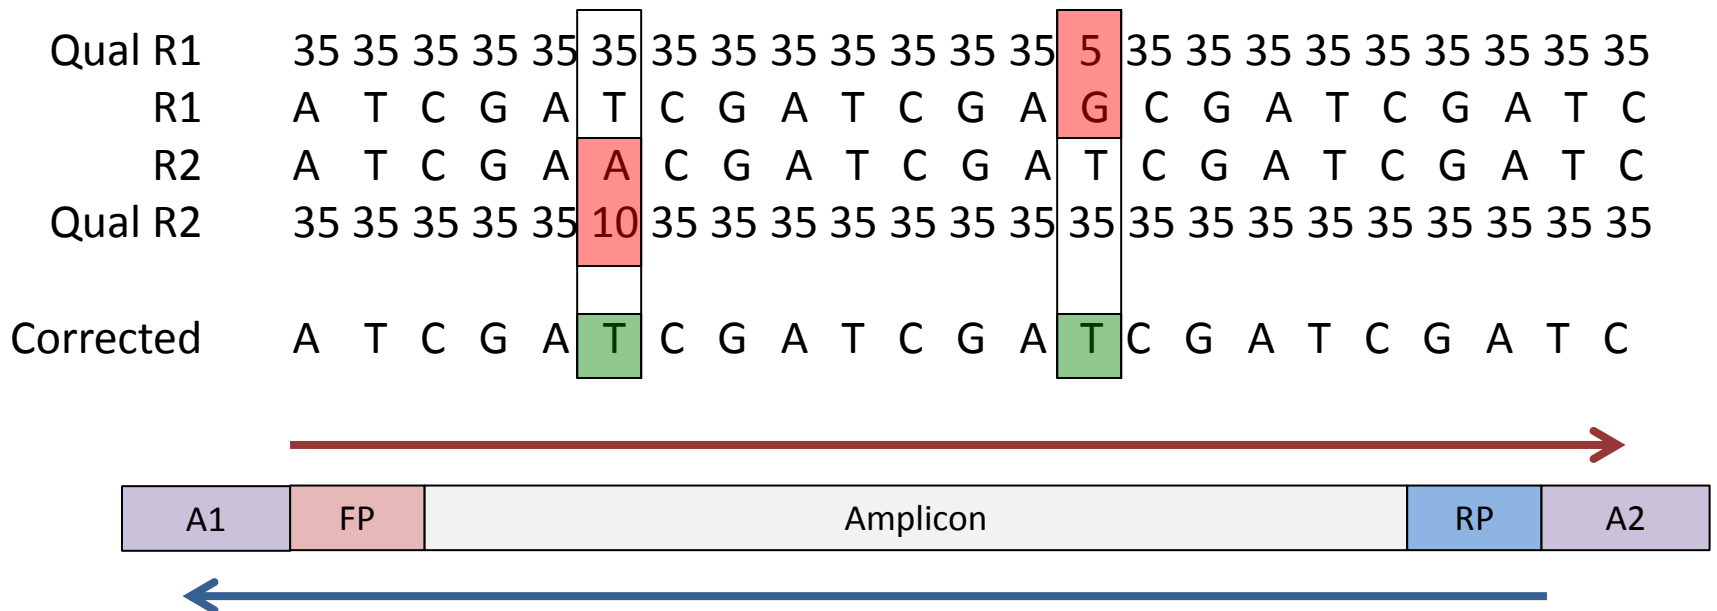 Qual R1 35 35 35 35 35 35 35 35 35 35 35 35 35 5 35 35 35 35 35 35 35 35 35
R1 A T C G A T C G A T C G A G C G A T C G A T C
R2 A T C G A A C G A T C G A T C G A T C G A T C
Qual R2 35 35 35 35 35 10 35 35 35 35 35 35 35 35 35 35 35 35 35 35 35 35 35
Corrected A T C G A T C G A T C G A T C G A T C G A T C
A1 FP Amplicon RP A2